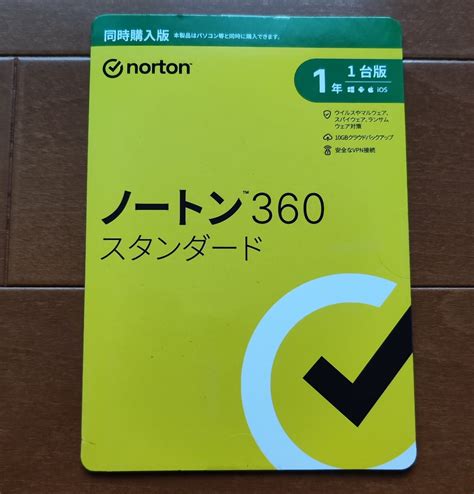 同時購入版 本製品はパソコン等と同時に購入できます。
norton
1年 1台版
iOS
ウイルスやマルウェア、
スパイウェア、ランサム
ウェア対策
10GBクラウドバックアップ
安全なVPN接続
ノートン™ 360
スタンダード